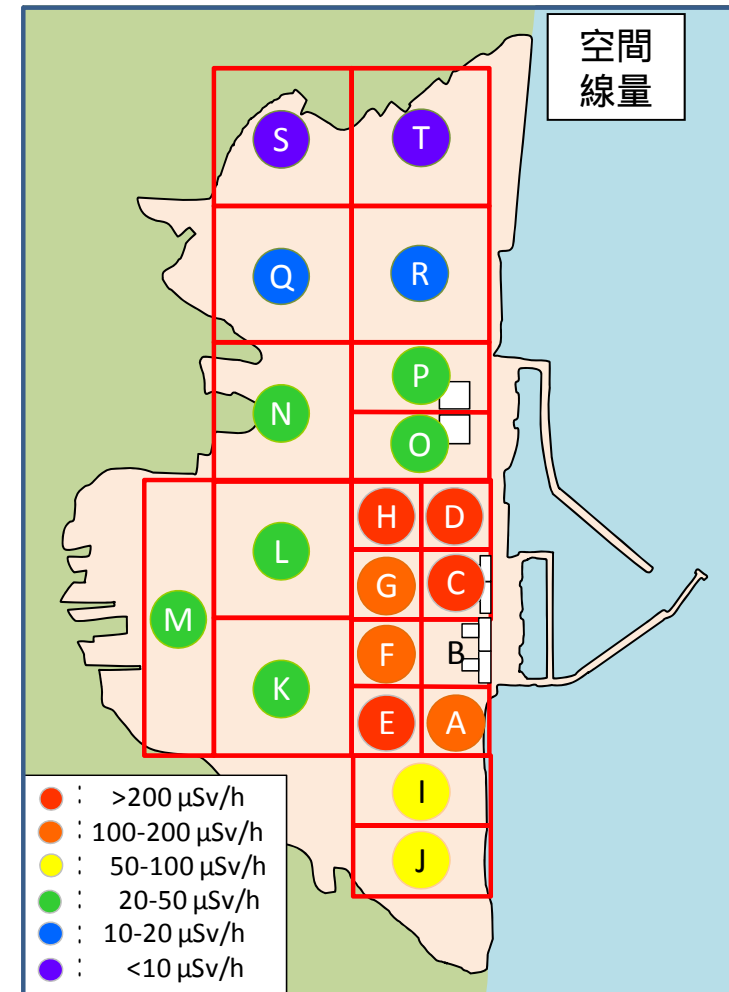 空間
線量
S
T
Q
R
P
N
O
H
D
L
G
C
M
F
B
K
E
A
I
J
: >200 μSv/h
: 100-200 μSv/h
: 50-100 μSv/h
: 20-50 μSv/h
: 10-20 μSv/h
: <10 μSv/h